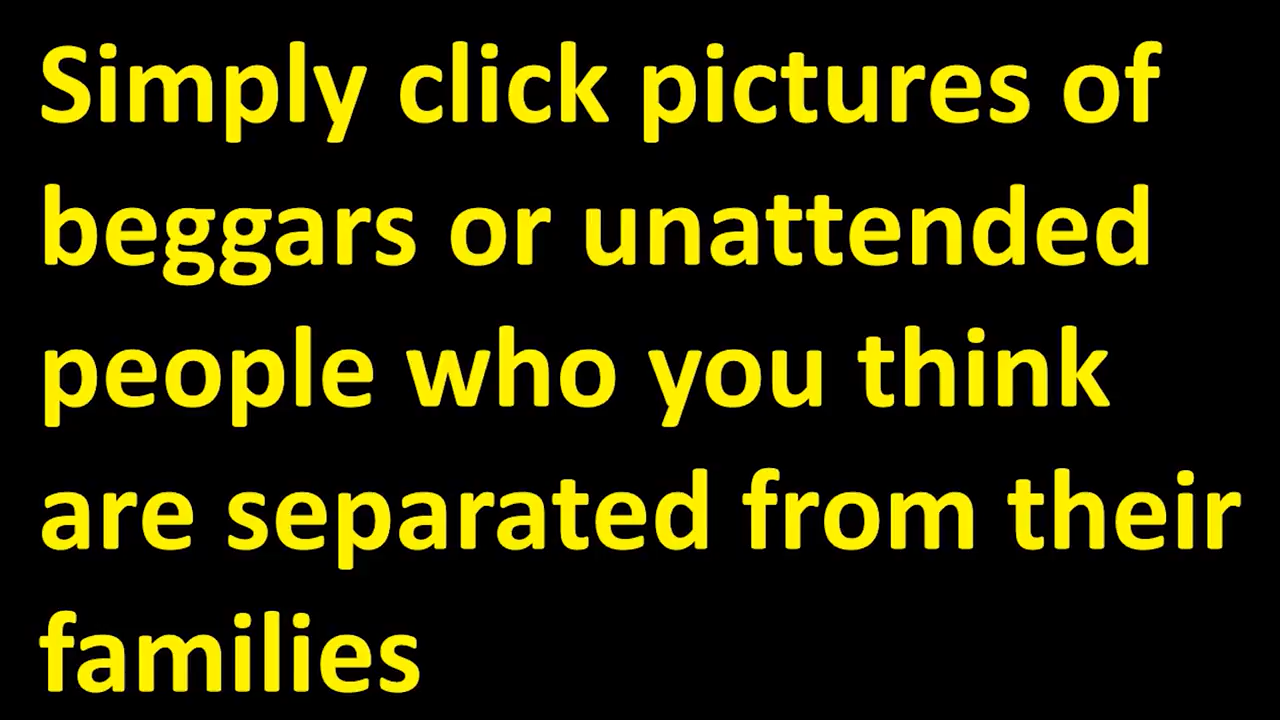 Simply click pictures of
beggars or unattended
people who you think
are separated from their
families